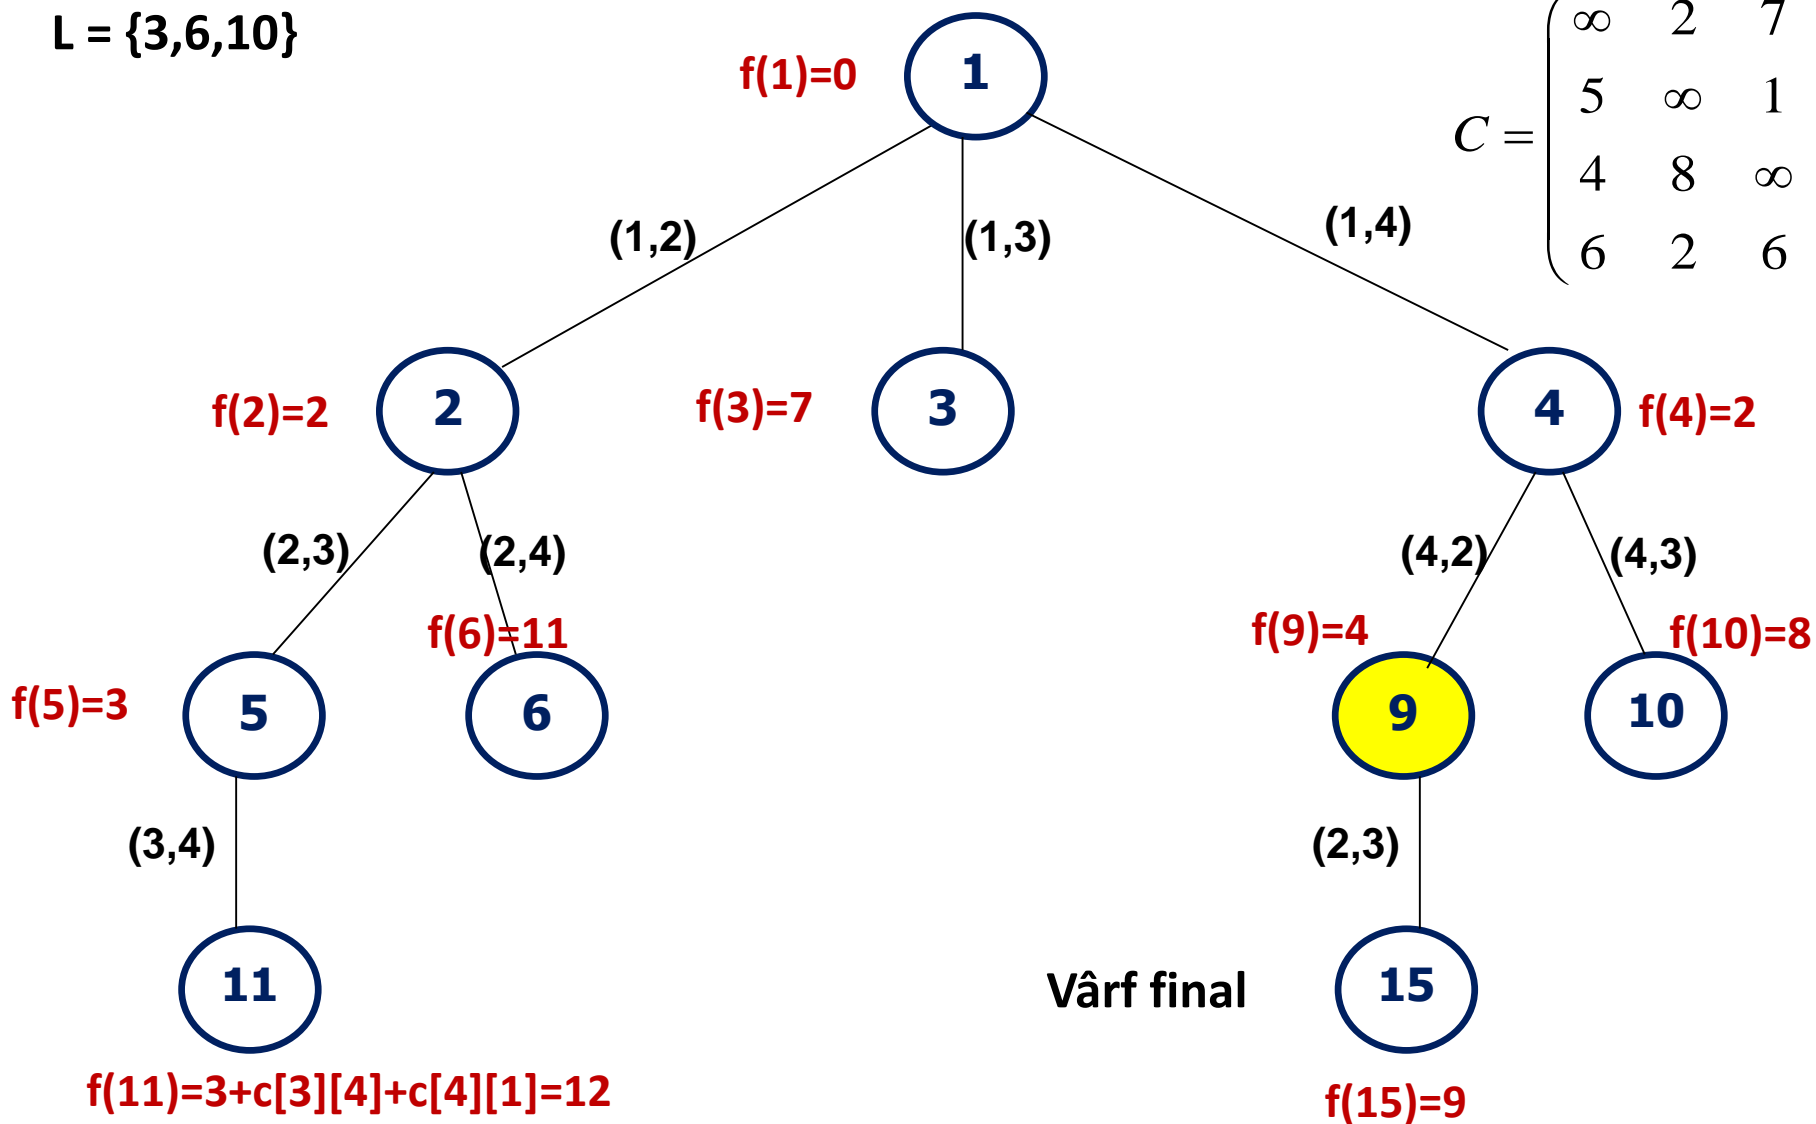 L = {3,6,10}
f(1)=0
1
C =
∞ 2 7
5 ∞ 1
4 8 ∞
6 2 6
(1,2)
(1,3)
(1,4)
f(2)=2
2
f(3)=7
3
4
f(4)=2
(2,3)
(2,4)
(4,2)
(4,3)
f(6)=11
f(9)=4
f(10)=8
f(5)=3
5
6
9
10
(3,4)
(2,3)
11
Vârf final
15
f(11)=3+c[3][4]+c[4][1]=12
f(15)=9